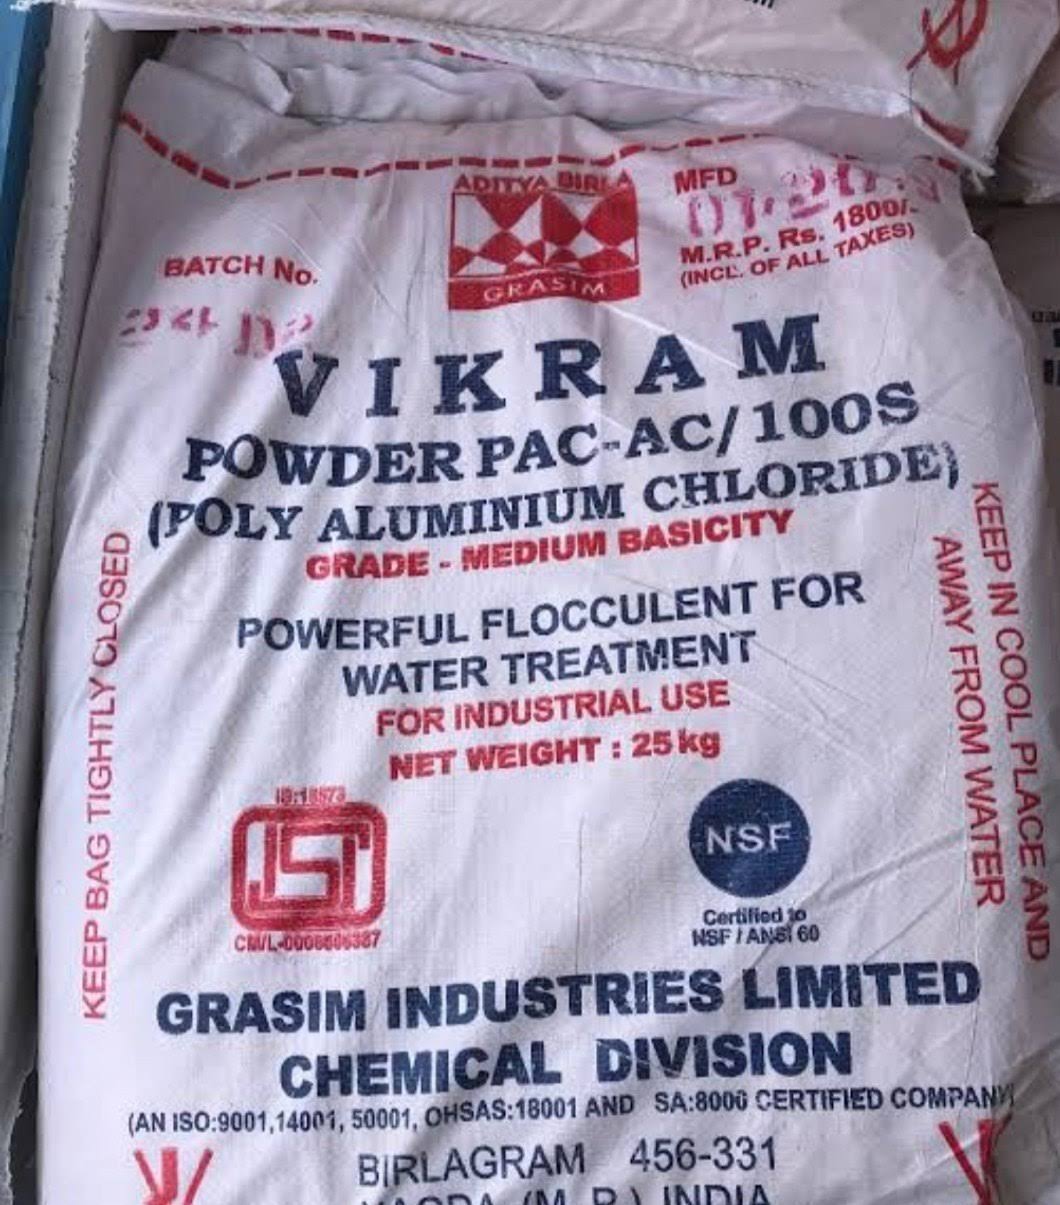 ADITYA BIRLA
GRASIM
MFD
M.R.P. Rs. 1800/-
(INCL. OF ALL TAXES)
BATCH No.
VIKRAM
POWDER PAC-AC/100S
(POLY ALUMINIUM CHLORIDE)
GRADE - MEDIUM BASICITY
POWERFUL FLOCCULENT FOR
WATER TREATMENT
FOR INDUSTRIAL USE
NET WEIGHT : 25 kg
KEEP BAG TIGHTLY CLOSED
KEEP IN COOL PLACE AND
AWAY FROM WATER
ISI
NSF
Certified to
NSF / ANSI 60
GRASIM INDUSTRIES LIMITED
CHEMICAL DIVISION
(AN ISO:9001,14001, 50001, OHSAS:18001 AND SA:8000 CERTIFIED COMPANY)
BIRLAGRAM 456-331
INDIA